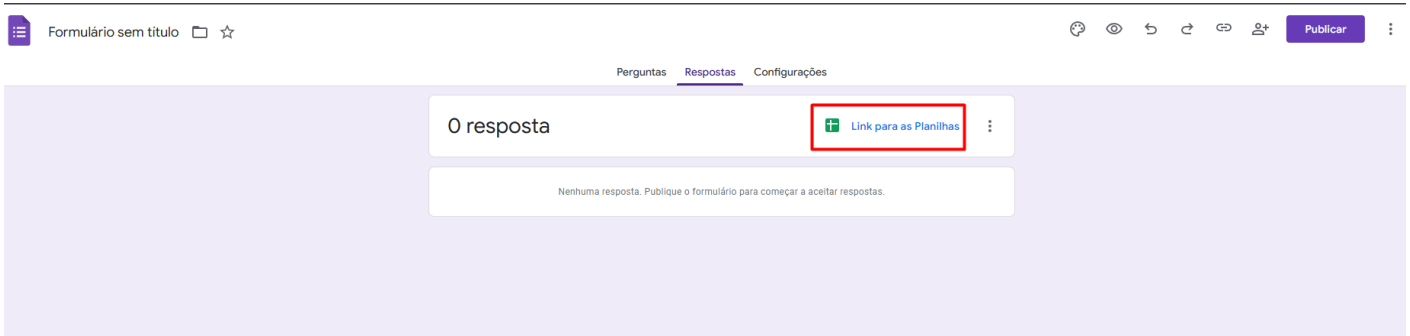 Formulário sem título
Publicar
Perguntas Respostas Configurações
0 resposta
Link para as Planilhas
Nenhuma resposta. Publique o formulário para começar a aceitar respostas.